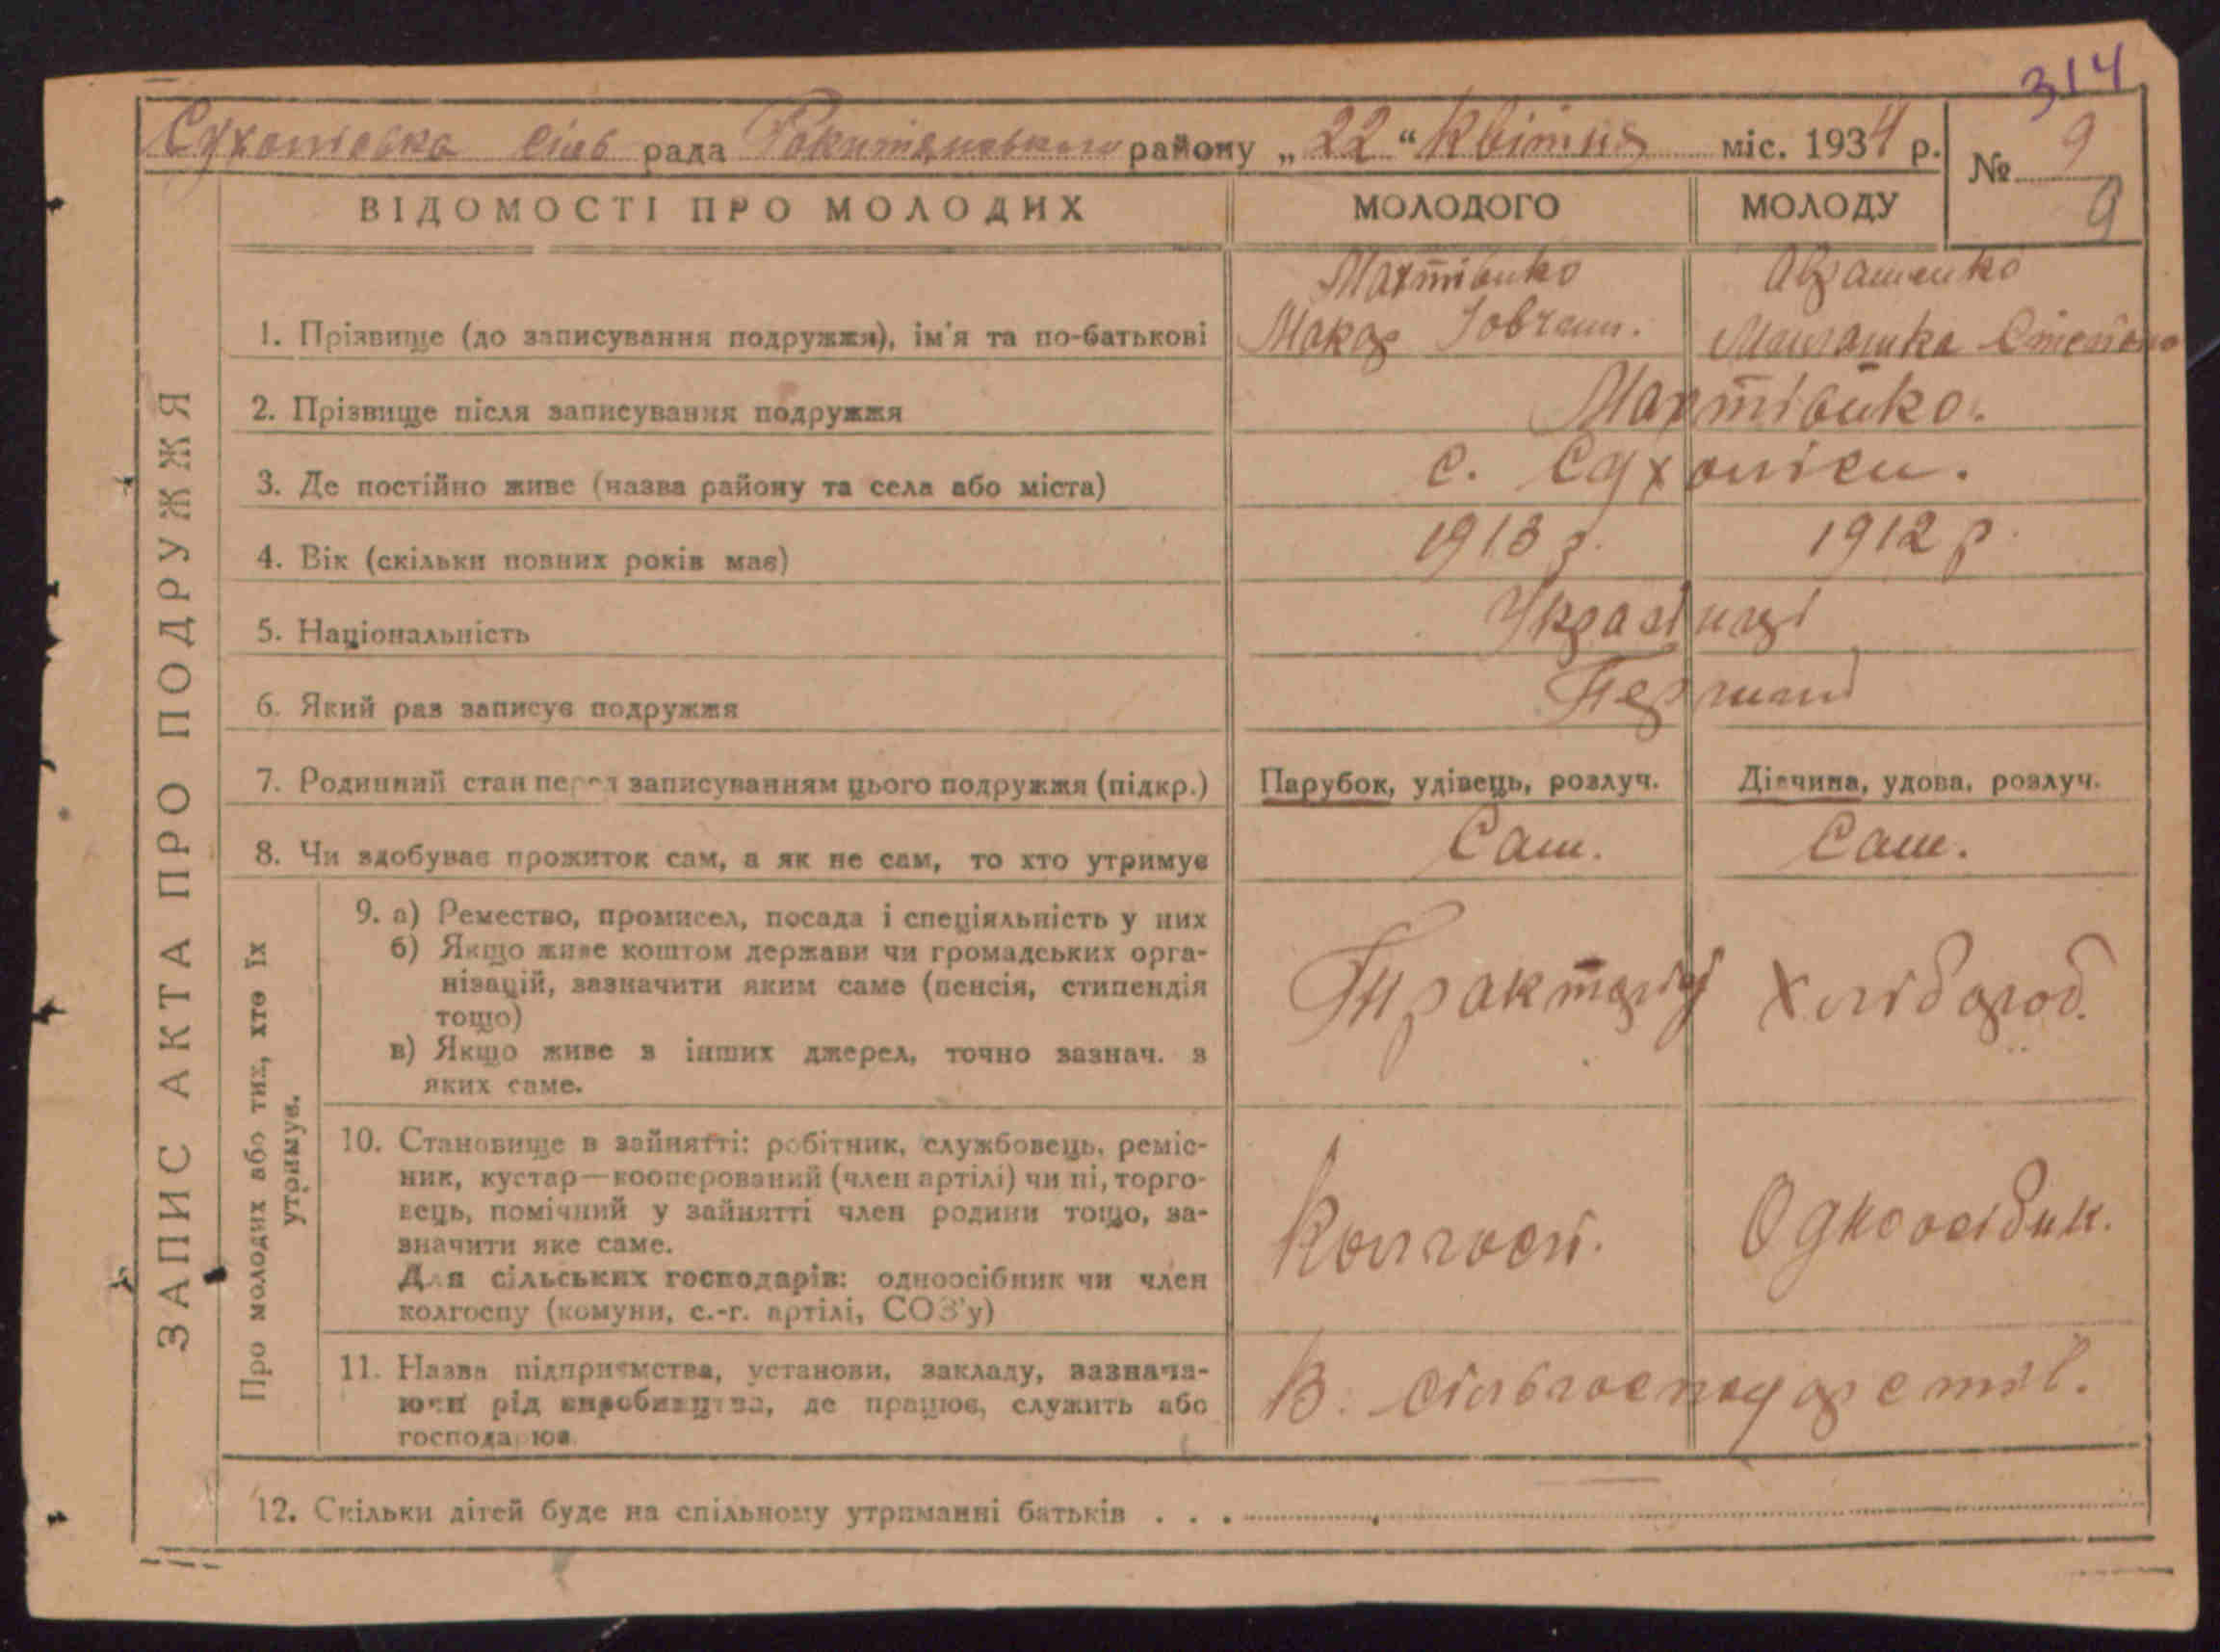 314
Сухоліська сіль рада Рокитянського району „22“ Квітня міс. 1934 р.
№ 9
9
ЗАПИС АКТА ПРО ПОДРУЖЖЯ
ВІДОМОСТІ ПРО МОЛОДИХ МОЛОДОГО МОЛОДУ
Авраменко
1. Прізвище (до записування подружжя), ім'я та по-батькові Макар
2. Прізвище після записування подружжя
3. Де постійно живе (назва району та села або міста) с. Сухоліси.
4. Вік (скільки повних років має) 1913 р. 1912 р.
5. Національність Українці
6. Який раз записує подружжя Перший
7. Родинний стан перед записуванням цього подружжя (підкр.) Парубок, удівець, розлуч. Дівчина, удова, розлуч.
8. Чи здобуває прожиток сам, а як не сам, то хто утримує Сам. Сам.
Про молодих або тих, хто їх
утримує.
9. а) Ремество, промисел, посада і спеціяльність у них
б) Якщо живе коштом держави чи громадських орга-
нізацій, зазначити яким саме (пенсія, стипендія
тощо)
в) Якщо живе з інших джерел, точно зазнач. з
яких саме.
Хлібороб.
10. Становище в зайнятті: робітник, службовець, реміс-
ник, кустар—кооперований (член артілі) чи ні, торго-
вець, помічний у зайнятті член родини тощо, за-
значити яке саме.
Для сільських господарів: одноосібник чи член
колгоспу (комуни, с.-г. артілі, СОЗ'у)
Колгосп. Одноосібник.
11. Назва підприємства, установи, закладу, зазнача-
ючи рід виробництва, де працює, служить або
господарює
В. сільгосподарстві.
12. Скільки дітей буде на спільному утриманні батьків . . .